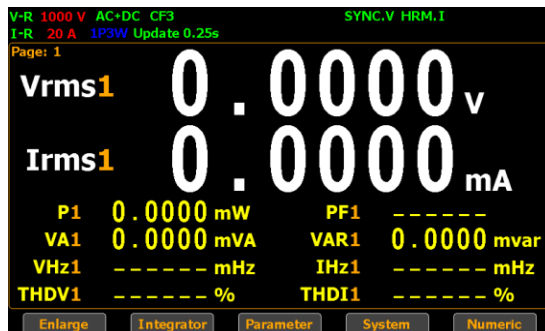 V-R 1000 V AC+DC CF3 SYNC.V HRM.I
I-R 20 A 1P3W Update 0.25s
Page: 1
Vrms1 0.0000 V
Irms1 0.0000 mA
P1 0.0000 mW PF1 ------
VA1 0.0000 mVA VAR1 0.0000 mvar
VHz1 ------ mHz IHz1 ------ mHz
THDV1 ------ % THDI1 ------ %
Enlarge Integrator Parameter System Numeric